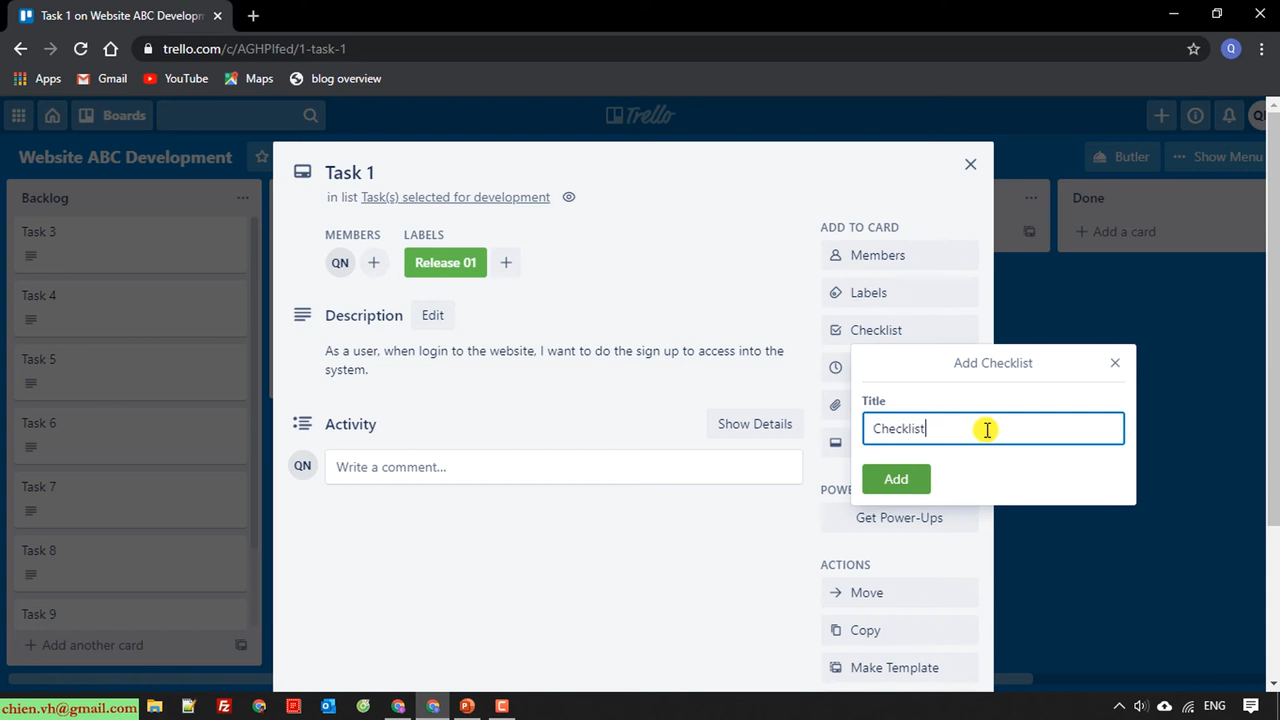 Task 1 on Website ABC Developm
trello.com/c/AGHPIfed/1-task-1
Q
Apps
Gmail
YouTube
Maps
blog overview
Boards
Trello
Website ABC Development
Butler
Show Menu
Backlog
Task 3
Task 4
Task 5
Task 6
Task 7
Task 8
Task 9
+ Add another card
Task 1
in list Task(s) selected for development
MEMBERS
LABELS
QN
Release 01
Description
Edit
As a user, when login to the website, I want to do the sign up to access into the
system.
Activity
Show Details
QN
Write a comment...
ADD TO CARD
Members
Labels
Checklist
Add Checklist
Title
Checklist
Add
POWE
Get Power-Ups
ACTIONS
Move
Copy
Make Template
Done
+ Add a card
chien.vh@gmail.com
ENG